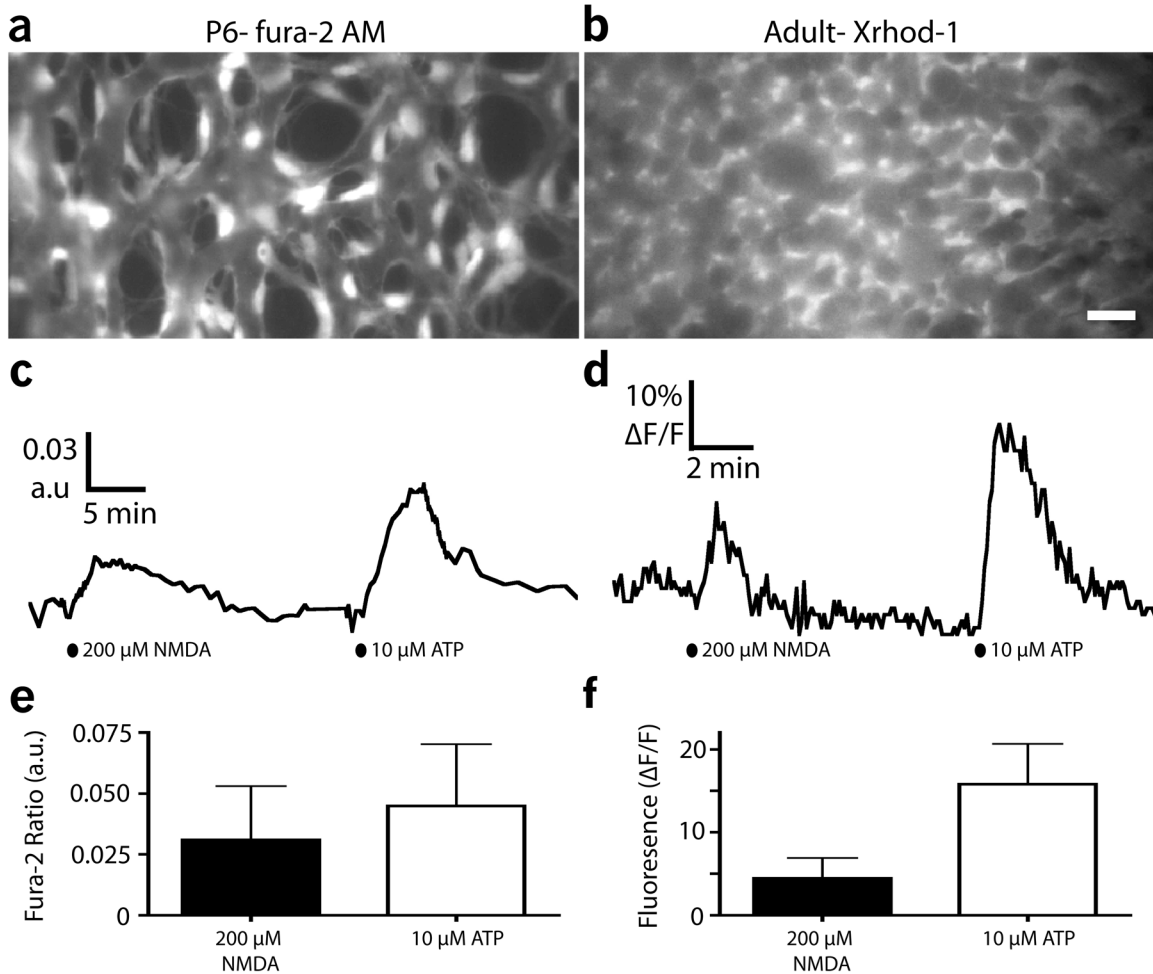 a
P6- fura-2 AM
b
Adult- Xrhod-1
c
0.03
a.u
5 min
200 µM NMDA
10 µM ATP
d
10%
ΔF/F
2 min
200 µM NMDA
10 µM ATP
e
Fura-2 Ratio (a.u.)
0.075
0.050
0.025
0
200 µM
NMDA
10 µM ATP
f
Fluoresence (ΔF/F)
20
10
0
200 µM
NMDA
10 µM ATP